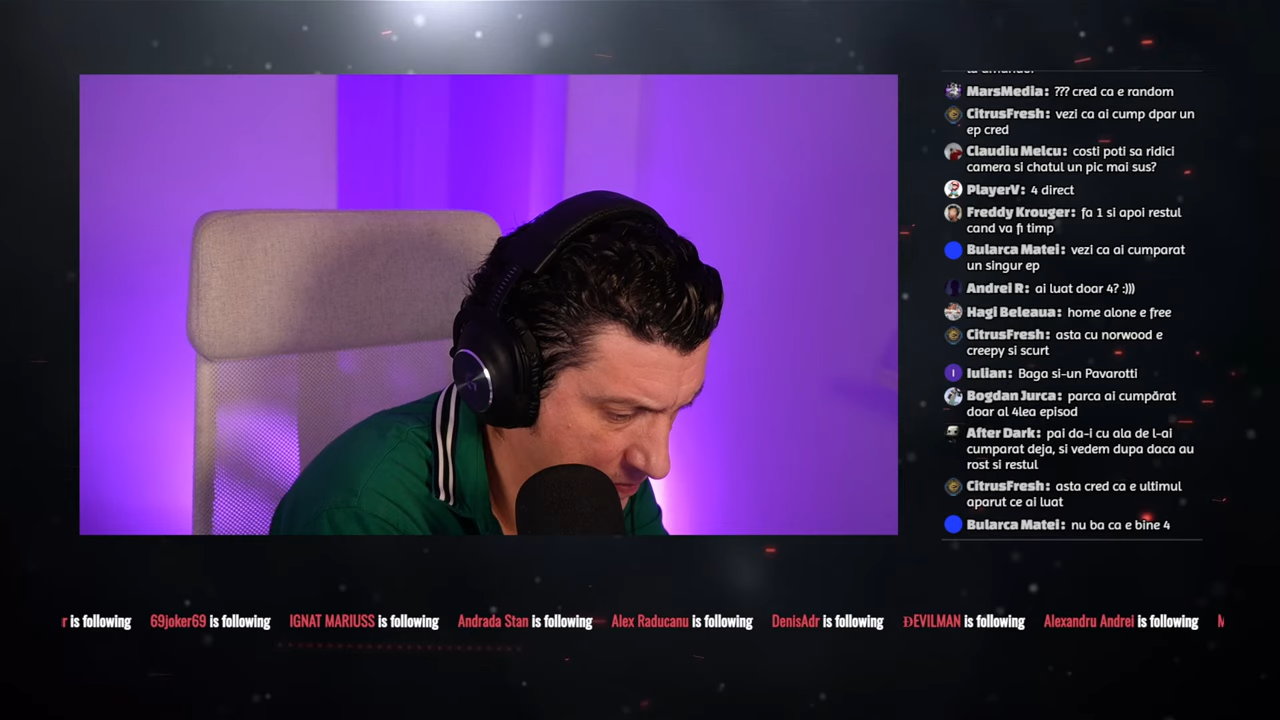 MarsMedia: ??? cred ca e random
CitrusFresh: vezi ca ai cump dpar un
ep cred
Claudiu Melcu: costi poti sa ridici
camera si chatul un pic mai sus?
PlayerV: 4 direct
Freddy Krouger: fa 1 si apoi restul
cand va fi timp
Bularca Matei: vezi ca ai cumparat
un singur ep
Andrei R: ai luat doar 4? :)))
Hagi Beleaua: home alone e free
CitrusFresh: asta cu norwood e
creepy si scurt
I Iulian: Baga si-un Pavarotti
Bogdan Jurca: parca ai cumpărat
doar al 4lea episod
After Dark: pai da-i cu ala de l-ai
cumparat deja, si vedem dupa daca au
rost si restul
CitrusFresh: asta cred ca e ultimul
aparut ce ai luat
Bularca Matei: nu ba ca e bine 4
r is following 69joker69 is following IGNAT MARIUSS is following Andrada Stan is following Alex Raducanu is following DenisAdr is following ĐEVILMAN is following Alexandru Andrei is following M